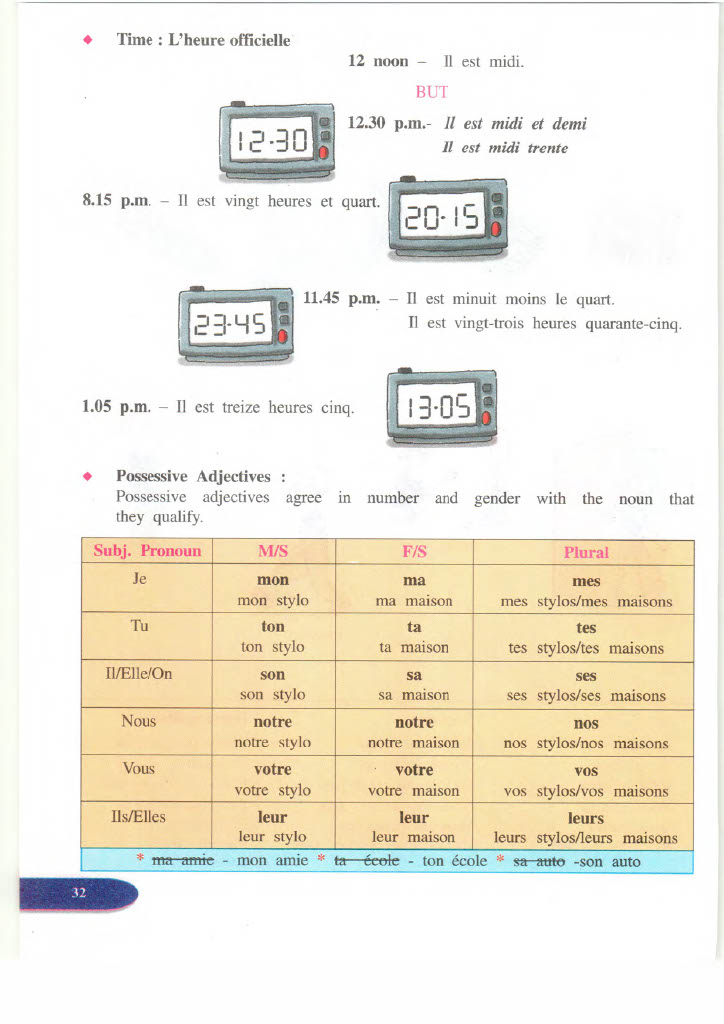 Time : L'heure officielle
12 noon – Il est midi.
BUT
12.30 p.m.- Il est midi et demi
Il est midi trente
12·30
8.15 p.m. – Il est vingt heures et quart.
20·15
11.45 p.m. – Il est minuit moins le quart.
Il est vingt-trois heures quarante-cinq.
23·45
1.05 p.m. – Il est treize heures cinq.
13·05
Possessive Adjectives :
Possessive adjectives agree in number and gender with the noun that
they qualify.
Subj. Pronoun M/S F/S Plural
Je mon ma mes
mon stylo ma maison mes stylos/mes maisons
Tu ton ta tes
ton stylo ta maison tes stylos/tes maisons
Il/Elle/On son sa ses
son stylo sa maison ses stylos/ses maisons
Nous notre notre nos
notre stylo notre maison nos stylos/nos maisons
Vous votre votre vos
votre stylo votre maison vos stylos/vos maisons
Ils/Elles leur leur leurs
leur stylo leur maison leurs stylos/leurs maisons
* ma amie - mon amie * ta école - ton école * sa auto -son auto
32